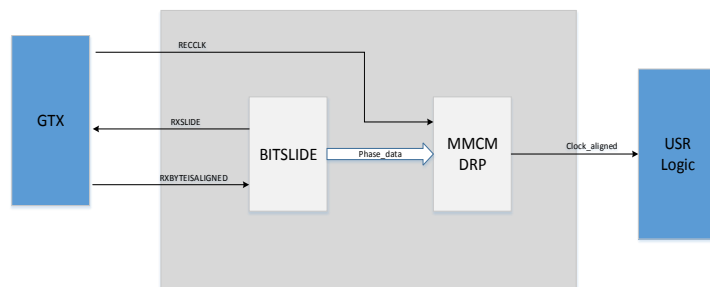 RECCLK
GTX
RXSLIDE
BITSLIDE
Phase_data
MMCM
DRP
Clock_aligned
USR
Logic
RXBYTEISALIGNED